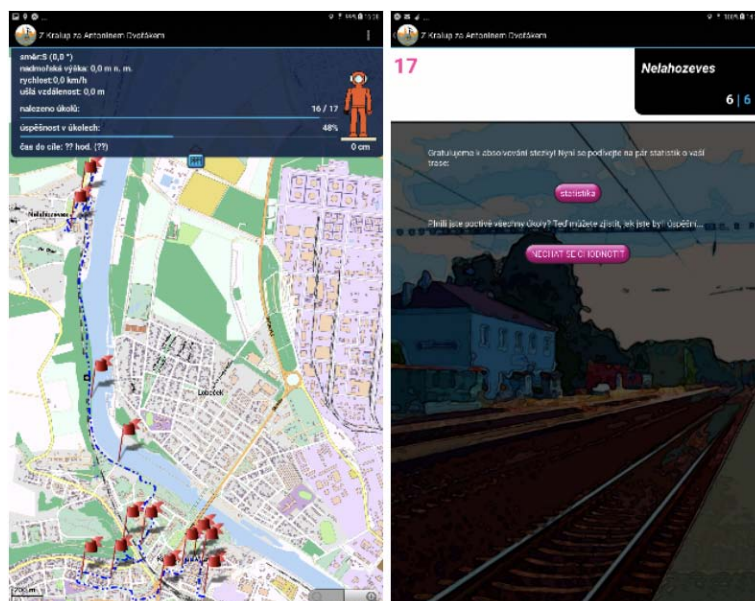 Z Kralup za Antonínem Dvořákem
směr:S (0,0 °)
nadmořská výška: 0,0 m n. m.
rychlost:0,0 km/h
ušlá vzdálenost: 0,0 m
nalezeno úkolů: 16 / 17
úspěšnost v úkolech: 48%
čas do cíle: ?? hod. (??)
0 cm
Nelahozeves
Lobeček
200 m
Z Kralup za Antonínem Dvořákem
17
Nelahozeves
6 | 6
Gratulujeme k absolvování stezky! Nyní se podívejte na pár statistik o vaší
trase:
statistika
Plnili jste poctivě všechny úkoly? Teď můžete zjistit, jak jste byli úspěšní...
NECHAT SE OHODNOTIT